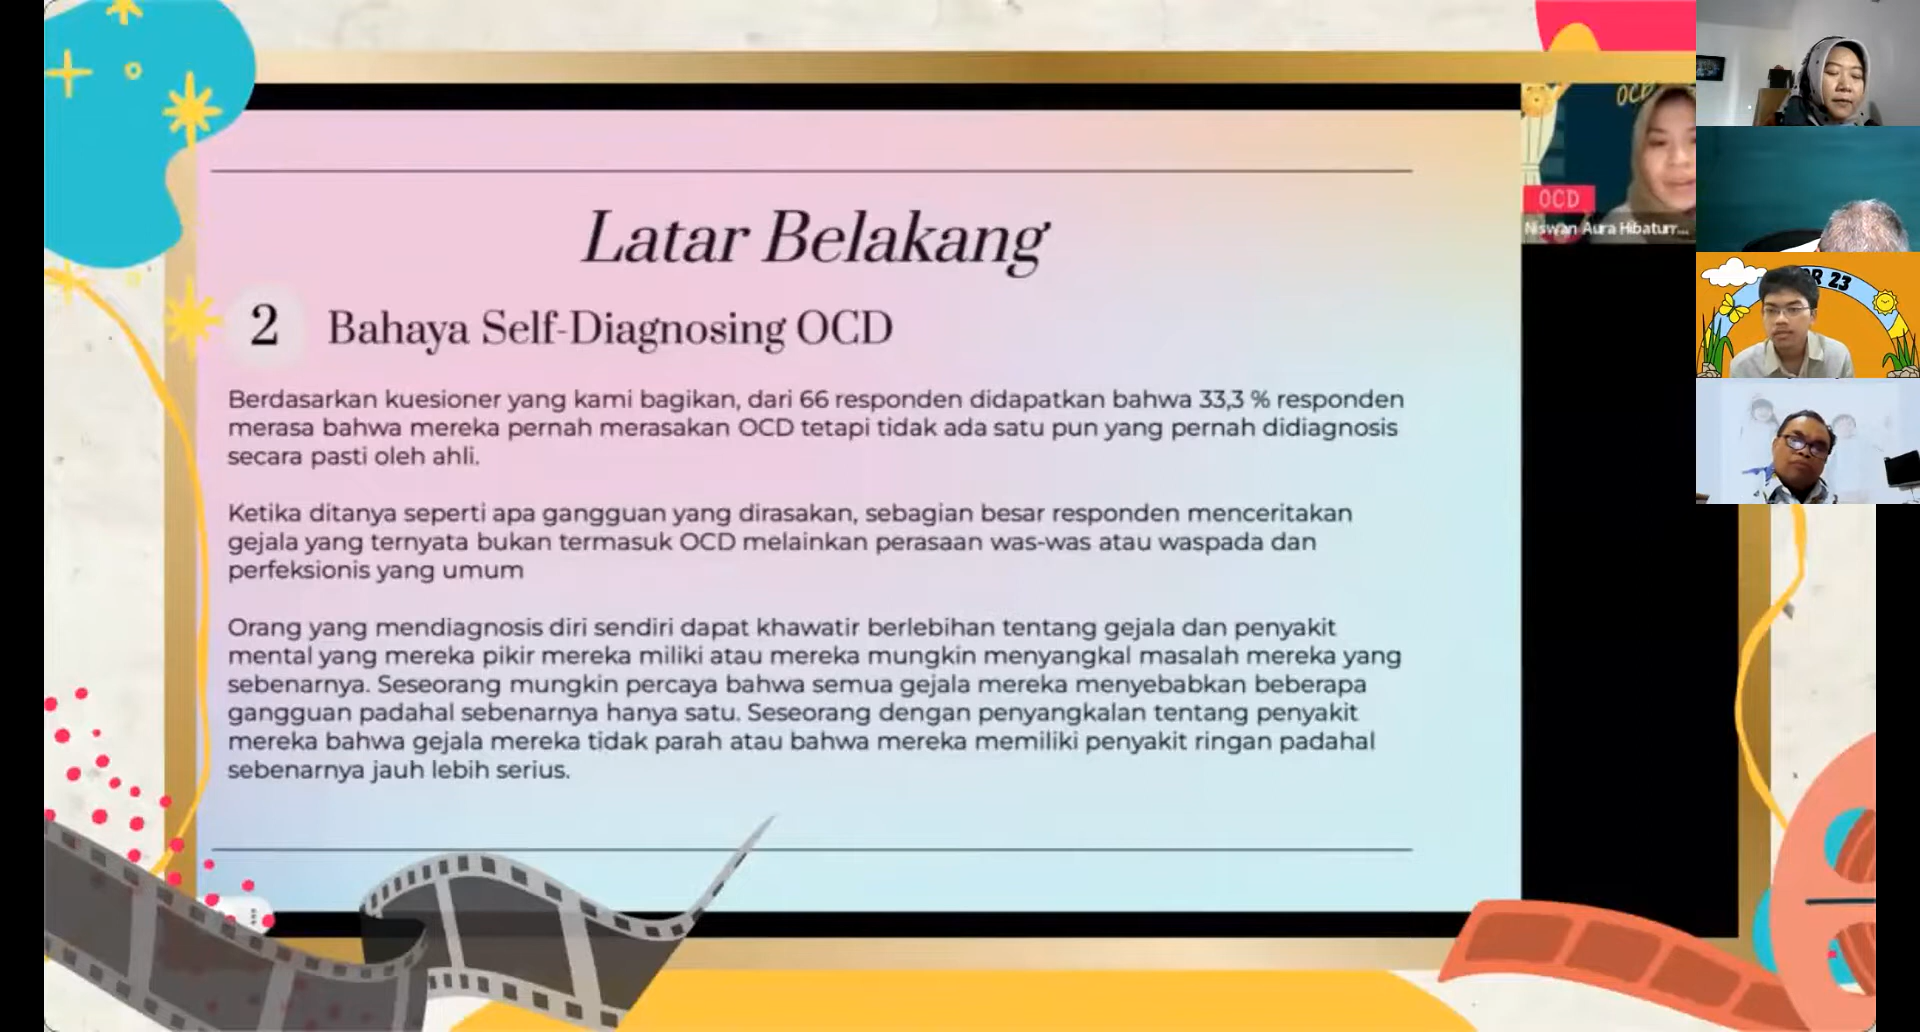 Latar Belakang
2 Bahaya Self-Diagnosing OCD
Berdasarkan kuesioner yang kami bagikan, dari 66 responden didapatkan bahwa 33,3 % responden
merasa bahwa mereka pernah merasakan OCD tetapi tidak ada satu pun yang pernah didiagnosis
secara pasti oleh ahli.
Ketika ditanya seperti apa gangguan yang dirasakan, sebagian besar responden menceritakan
gejala yang ternyata bukan termasuk OCD melainkan perasaan was-was atau waspada dan
perfeksionis yang umum
Orang yang mendiagnosis diri sendiri dapat khawatir berlebihan tentang gejala dan penyakit
mental yang mereka pikir mereka miliki atau mereka mungkin menyangkal masalah mereka yang
sebenarnya. Seseorang mungkin percaya bahwa semua gejala mereka menyebabkan beberapa
gangguan padahal sebenarnya hanya satu. Seseorang dengan penyangkalan tentang penyakit
mereka bahwa gejala mereka tidak parah atau bahwa mereka memiliki penyakit ringan padahal
sebenarnya jauh lebih serius.
OCD
OCD
Niswan Aura Hibaturr...
23